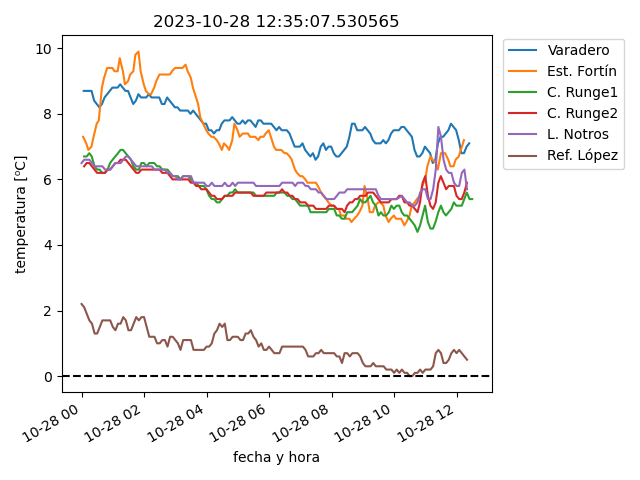 2023-10-28 12:35:07.530565
10
8
6
4
2
0
temperatura [ºC]
10-28 00
10-28 02
10-28 04
10-28 06
10-28 08
10-28 10
10-28 12
fecha y hora
Varadero
Est. Fortín
C. Runge1
C. Runge2
L. Notros
Ref. López